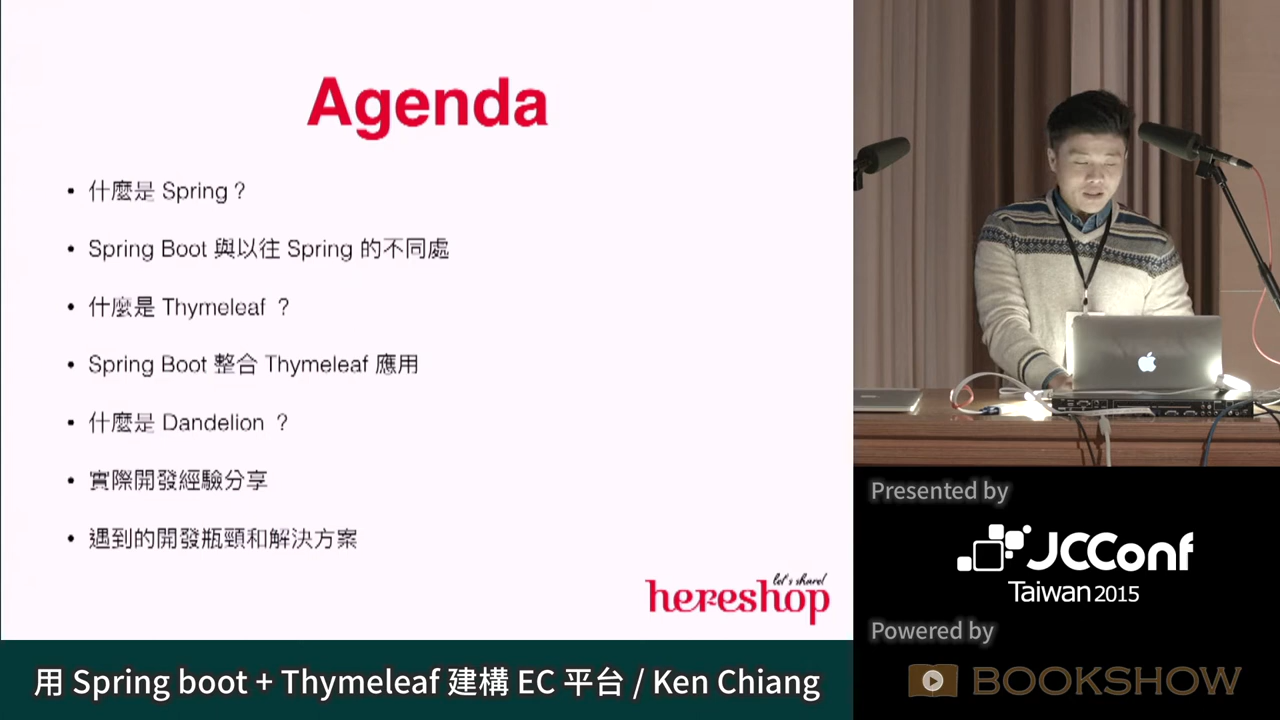 Agenda
• 什麼是 Spring？
• Spring Boot 與以往 Spring 的不同處
• 什麼是 Thymeleaf ？
• Spring Boot 整合 Thymeleaf 應用
• 什麼是 Dandelion ？
• 實際開發經驗分享
• 遇到的開發瓶頸和解決方案
let's share!
hereshop
用 Spring boot + Thymeleaf 建構 EC 平台 / Ken Chiang
Presented by
JCConf
Taiwan 2015
Powered by
BOOKSHOW